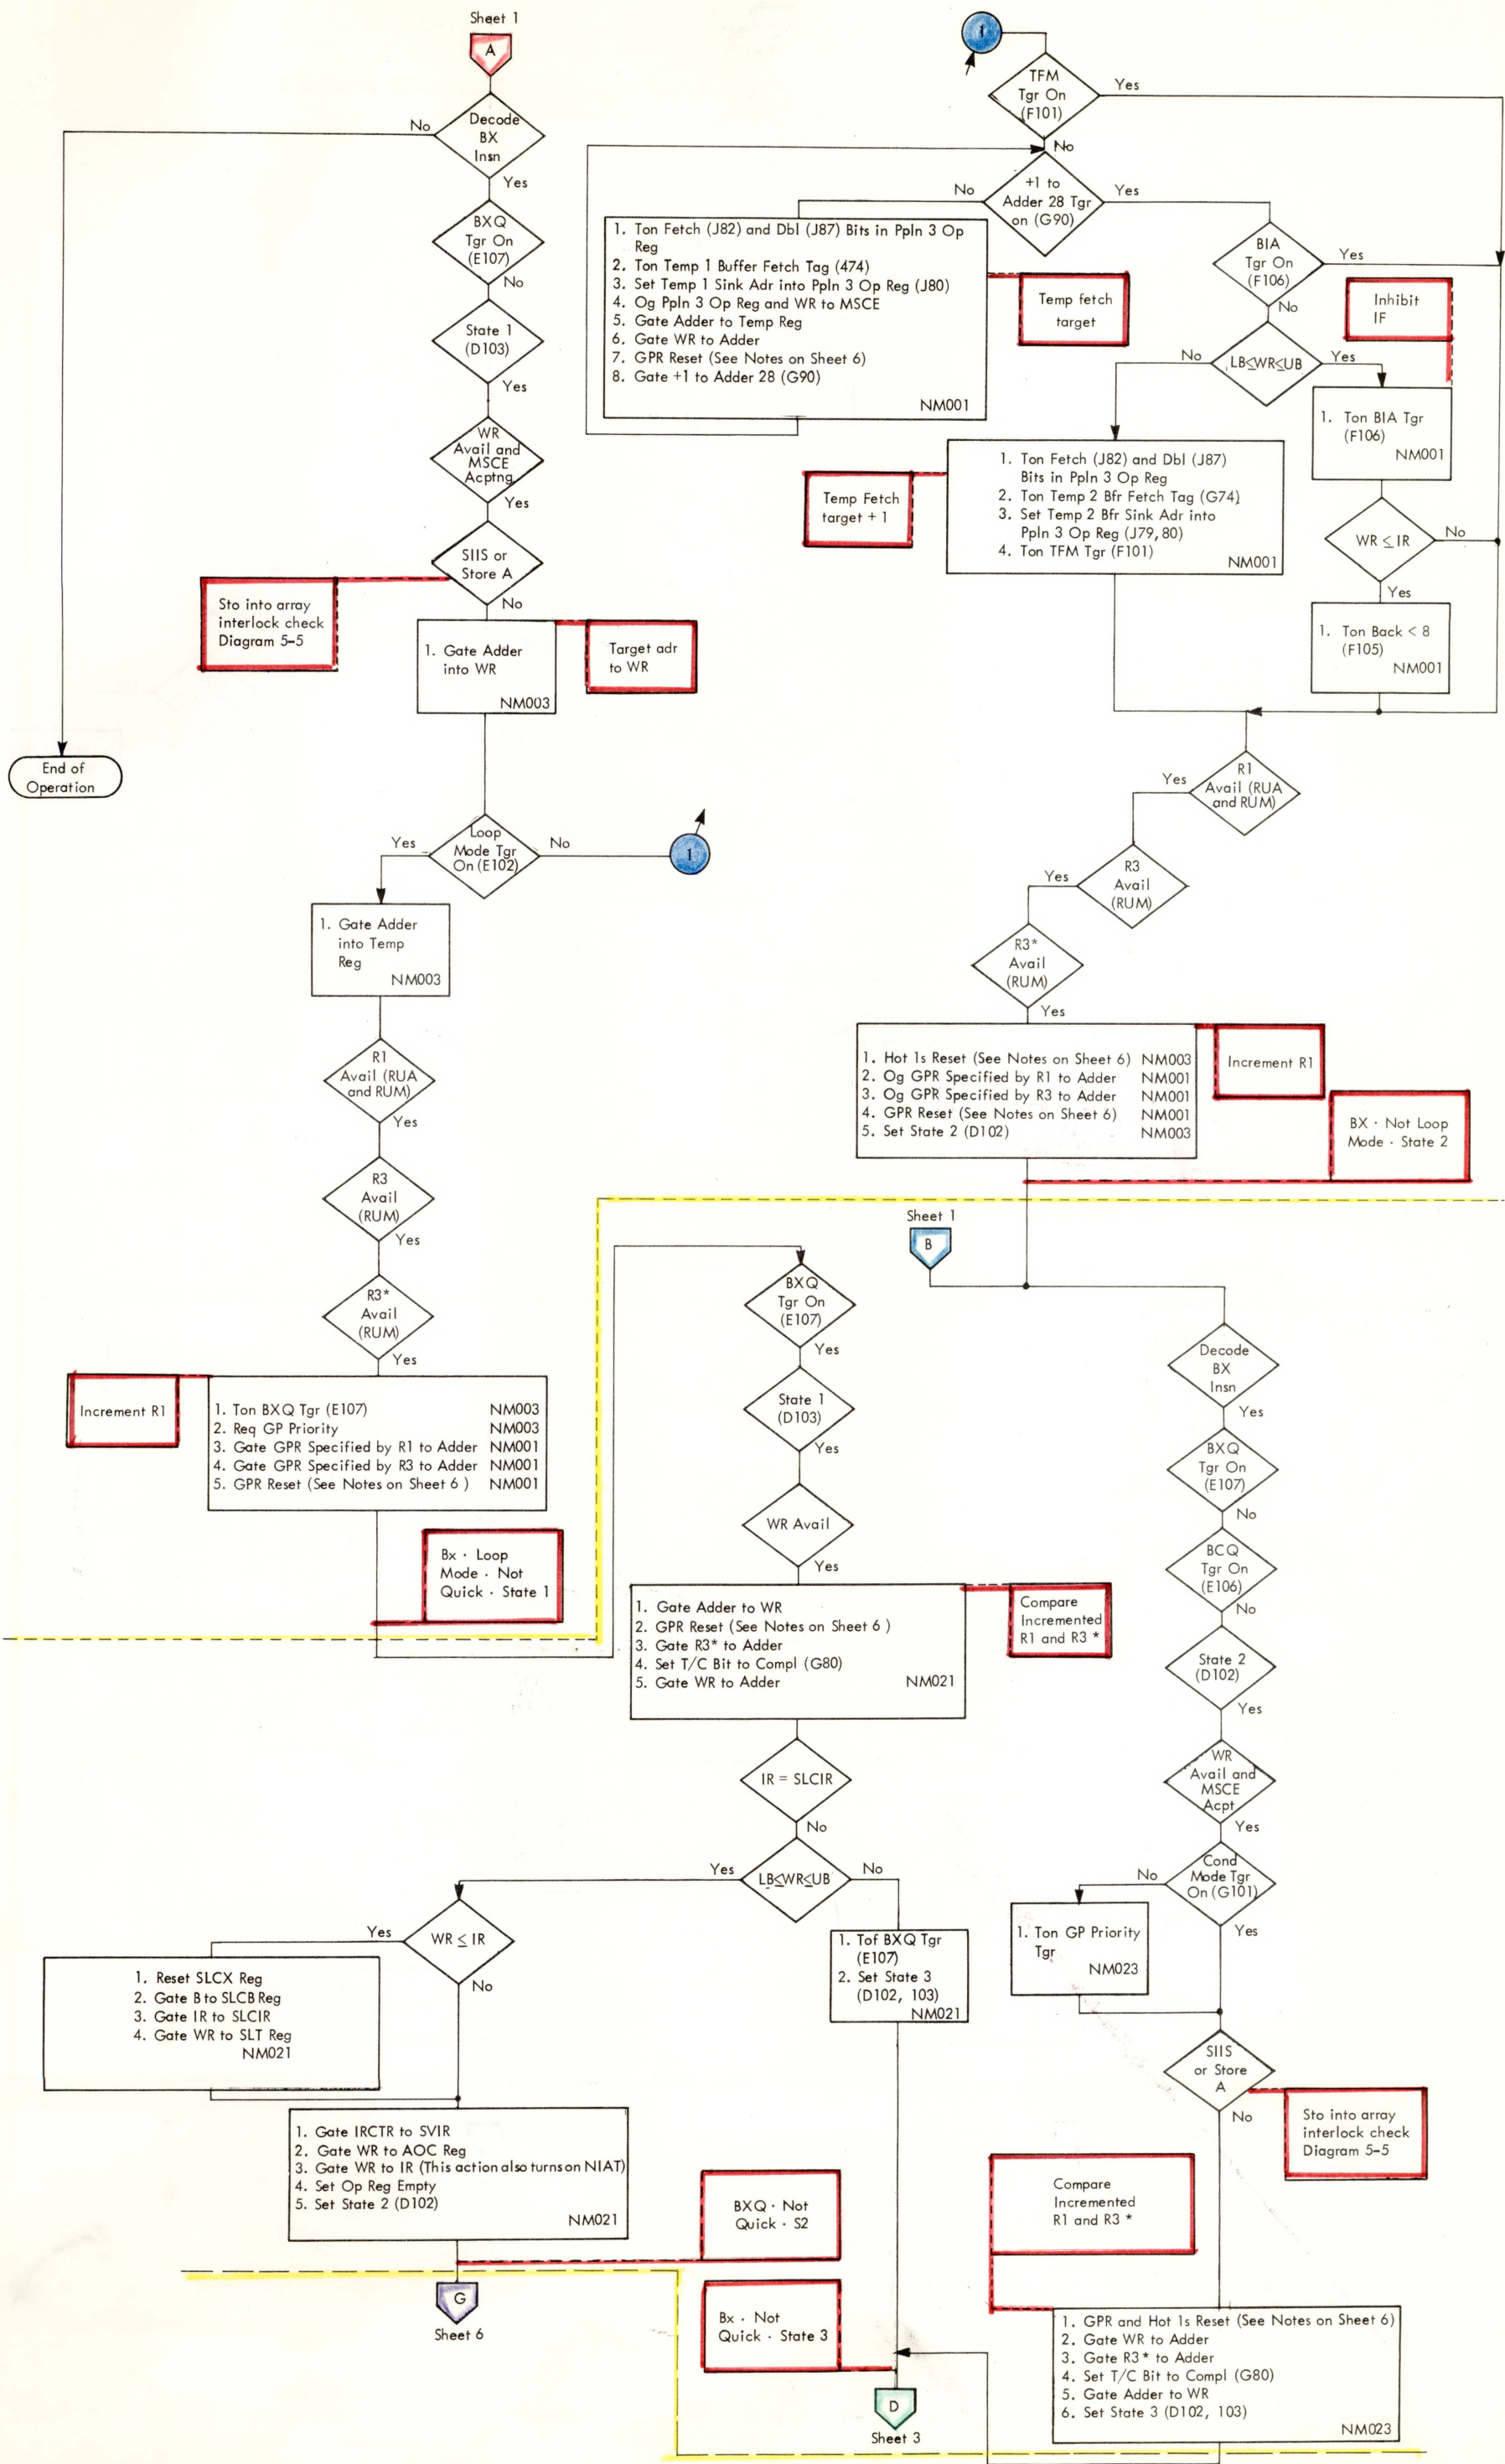 Sheet 1
A
Decode
BX
Insn
No
Yes
BXQ
Tgr On
(E107)
No
State 1
(D103)
Yes
WR
Avail and
MSCE
Acptng
Yes
SIIS or
Store A
No
Sto into array
interlock check
Diagram 5-5
1. Gate Adder
into WR
NM003
Target adr
to WR
End of
Operation
Loop
Mode Tgr
On (E102)
Yes
No
1
1. Gate Adder
into Temp
Reg
NM003
R1
Avail (RUA
and RUM)
Yes
R3
Avail
(RUM)
Yes
R3*
Avail
(RUM)
Yes
Increment R1
1. Ton BXQ Tgr (E107) NM003
2. Req GP Priority NM003
3. Gate GPR Specified by R1 to Adder NM001
4. Gate GPR Specified by R3 to Adder NM001
5. GPR Reset (See Notes on Sheet 6 ) NM001
Bx · Loop
Mode · Not
Quick · State 1
1
TFM
Tgr On
(F101)
Yes
No
+1 to
Adder 28 Tgr
on (G90)
No
Yes
1. Ton Fetch (J82) and Dbl (J87) Bits in Ppln 3 Op
Reg
2. Ton Temp 1 Buffer Fetch Tag (474)
3. Set Temp 1 Sink Adr into Ppln 3 Op Reg (J80)
4. Og Ppln 3 Op Reg and WR to MSCE
5. Gate Adder to Temp Reg
6. Gate WR to Adder
7. GPR Reset (See Notes on Sheet 6)
8. Gate +1 to Adder 28 (G90)
NM001
Temp fetch
target
BIA
Tgr On
(F106)
Yes
No
Inhibit
IF
LB≤WR≤UB
No
Yes
1. Ton BIA Tgr
(F106)
NM001
Temp Fetch
target + 1
1. Ton Fetch (J82) and Dbl (J87)
Bits in Ppln 3 Op Reg
2. Ton Temp 2 Bfr Fetch Tag (G74)
3. Set Temp 2 Bfr Sink Adr into
Ppln 3 Op Reg (J79,80)
4. Ton TFM Tgr (F101)
NM001
WR ≤ IR
No
Yes
1. Ton Back < 8
(F105)
NM001
R1
Avail (RUA
and RUM)
Yes
R3
Avail
(RUM)
Yes
R3*
Avail
(RUM)
Yes
1. Hot 1s Reset (See Notes on Sheet 6) NM003
2. Og GPR Specified by R1 to Adder NM001
3. Og GPR Specified by R3 to Adder NM001
4. GPR Reset (See Notes on Sheet 6) NM001
5. Set State 2 (D102) NM003
Increment R1
BX · Not Loop
Mode · State 2
Sheet 1
B
BXQ
Tgr On
(E107)
Yes
State 1
(D103)
Yes
WR Avail
Yes
1. Gate Adder to WR
2. GPR Reset (See Notes on Sheet 6 )
3. Gate R3* to Adder
4. Set T/C Bit to Compl (G80)
5. Gate WR to Adder NM021
Compare
Incremented
R1 and R3 *
IR = SLCIR
No
LB≤WR≤UB
Yes
No
WR ≤ IR
Yes
No
1. Reset SLCX Reg
2. Gate B to SLCB Reg
3. Gate IR to SLCIR
4. Gate WR to SLT Reg
NM021
1. Tof BXQ Tgr
(E107)
2. Set State 3
(D102, 103)
NM021
1. Gate IRCTR to SVIR
2. Gate WR to AOC Reg
3. Gate WR to IR (This action also turns on NIAT)
4. Set Op Reg Empty
5. Set State 2 (D102)
NM021
BXQ · Not
Quick · S2
G
Sheet 6
Bx · Not
Quick · State 3
D
Sheet 3
Decode
BX
Insn
Yes
BXQ
Tgr On
(E107)
No
BCQ
Tgr On
(E106)
No
State 2
(D102)
Yes
WR
Avail and
MSCE
Acpt
Yes
Cond
Mode Tgr
On (G101)
No
Yes
1. Ton GP Priority
Tgr
NM023
SIIS
or Store
A
No
Sto into array
interlock check
Diagram 5-5
Compare
Incremented
R1 and R3 *
1. GPR and Hot 1s Reset (See Notes on Sheet 6)
2. Gate WR to Adder
3. Gate R3* to Adder
4. Set T/C Bit to Compl (G80)
5. Gate Adder to WR
6. Set State 3 (D102, 103)
NM023